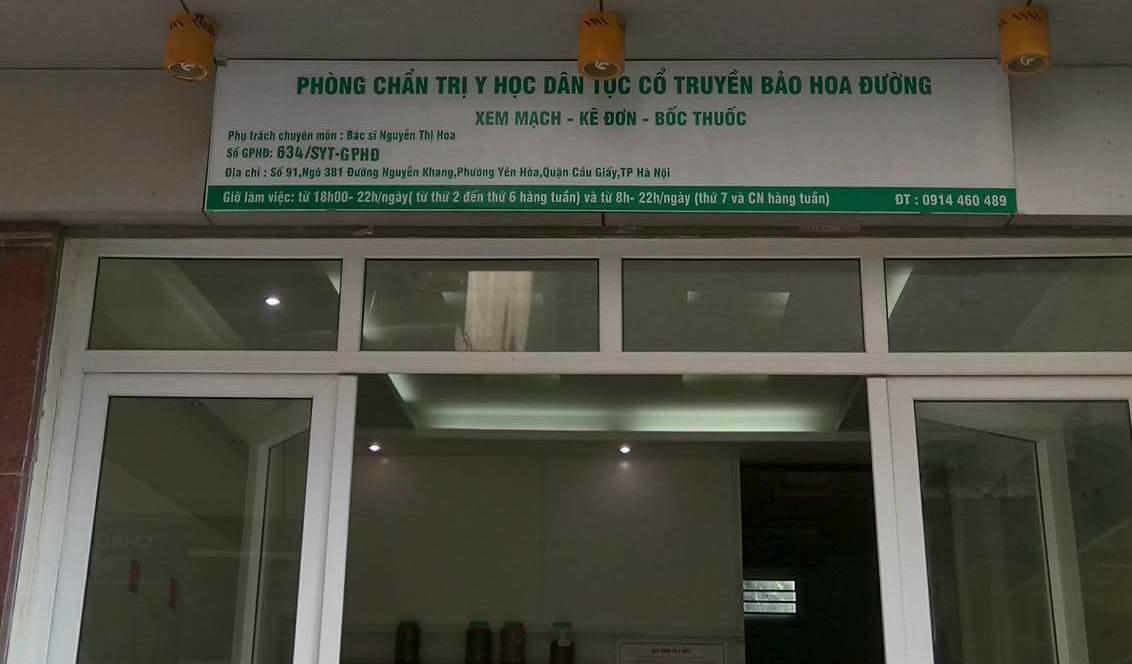 PHÒNG CHẨN TRỊ Y HỌC DÂN TỘC CỔ TRUYỀN BẢO HOA ĐƯỜNG
XEM MẠCH - KÊ ĐƠN - BỐC THUỐC
Phụ trách chuyên môn : Bác sĩ Nguyễn Thị Hoa
Số GPHĐ: 634/SYT-GPHĐ
Địa chỉ : Số 91,Ngõ 381 Đường Nguyễn Khang,Phường Yên Hòa,Quận Cầu Giấy,TP Hà Nội
Giờ làm việc: từ 18h00- 22h/ngày( từ thứ 2 đến thứ 6 hàng tuần) và từ 8h- 22h/ngày (thứ 7 và CN hàng tuần) ĐT : 0914 460 489